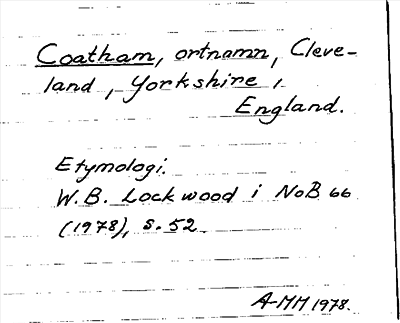 Coatham, ortnamn, Cleve-
land, Yorkshire,
England.
Etymologi.
W.B. Lockwood i NoB 66
(1978), s. 52
A-MM 1978.